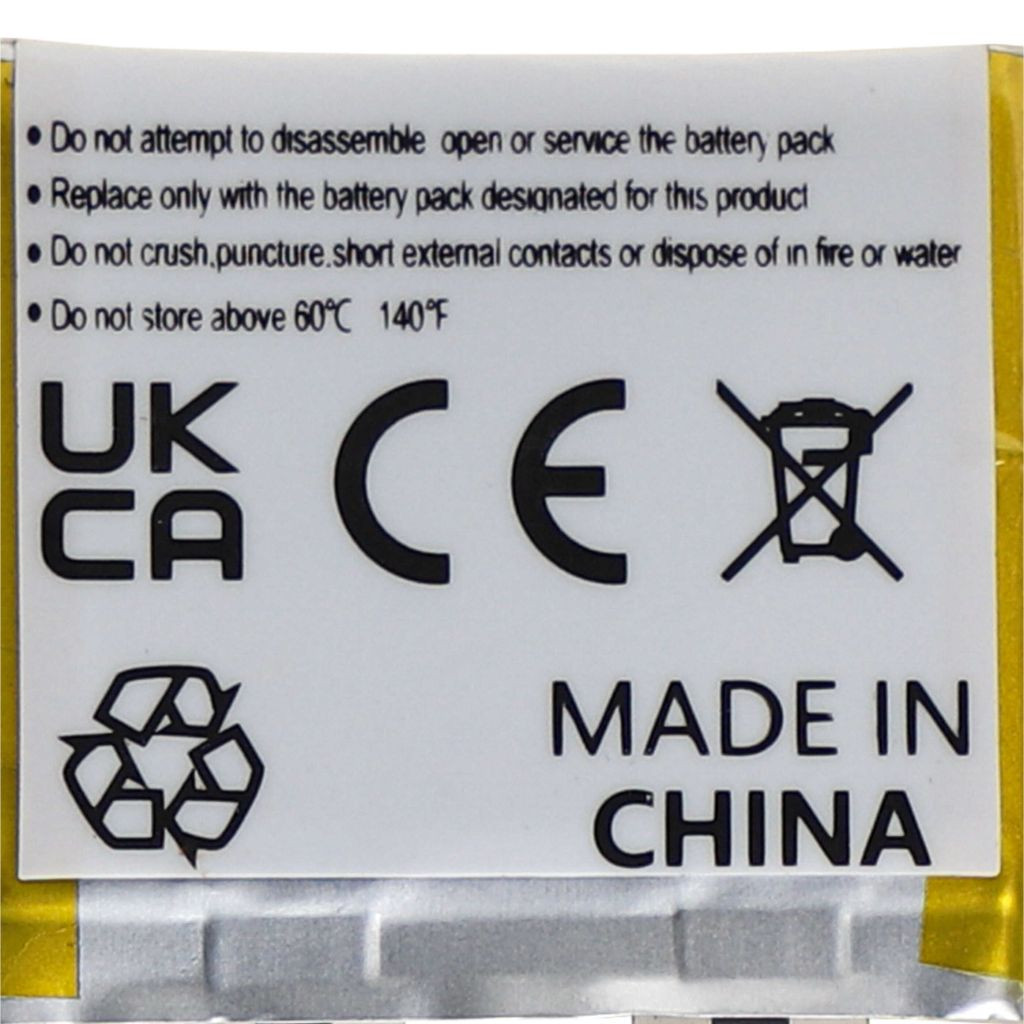 • Do not attempt to disassemble open or service the battery pack
• Replace only with the battery pack designated for this product
• Do not crush,puncture.short external contacts or dispose of in fire or water
• Do not store above 60℃ 140℉
UK
CA
CE
MADE IN
CHINA